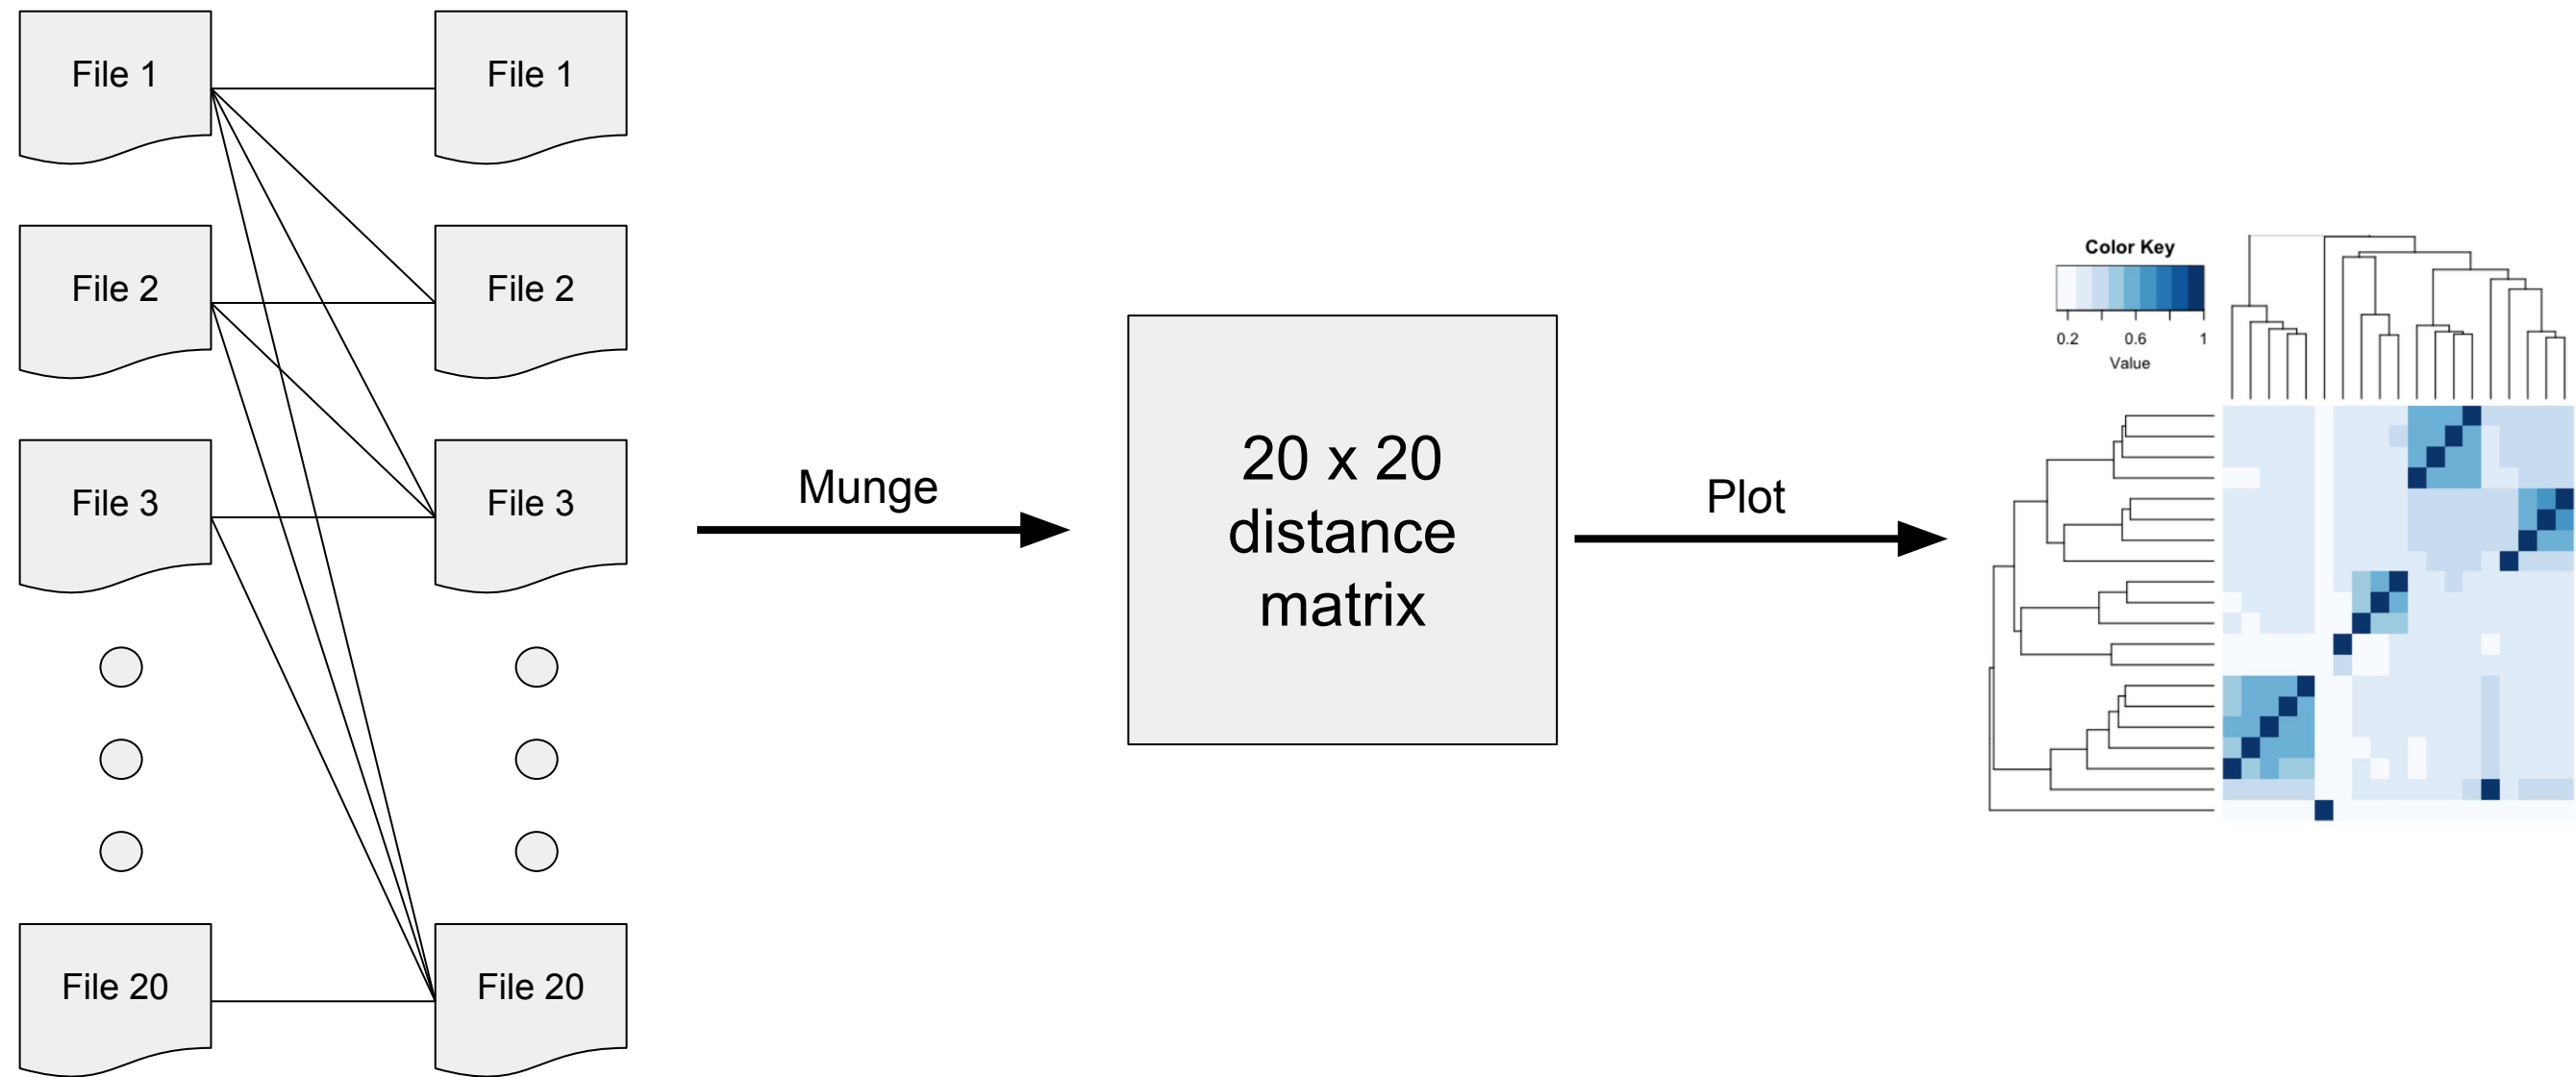 File 1
File 1
File 2
File 2
File 3
File 3
File 20
File 20
Munge
20 x 20
distance
matrix
Plot
Color Key
0.2 0.6 1
Value